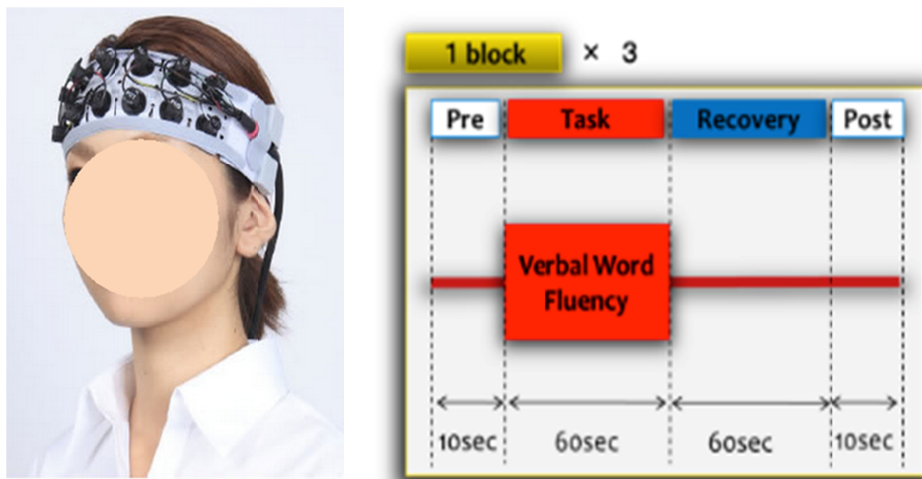 1 block × 3
Pre Task Recovery Post
Verbal Word
Fluency
10sec 60sec 60sec 10sec